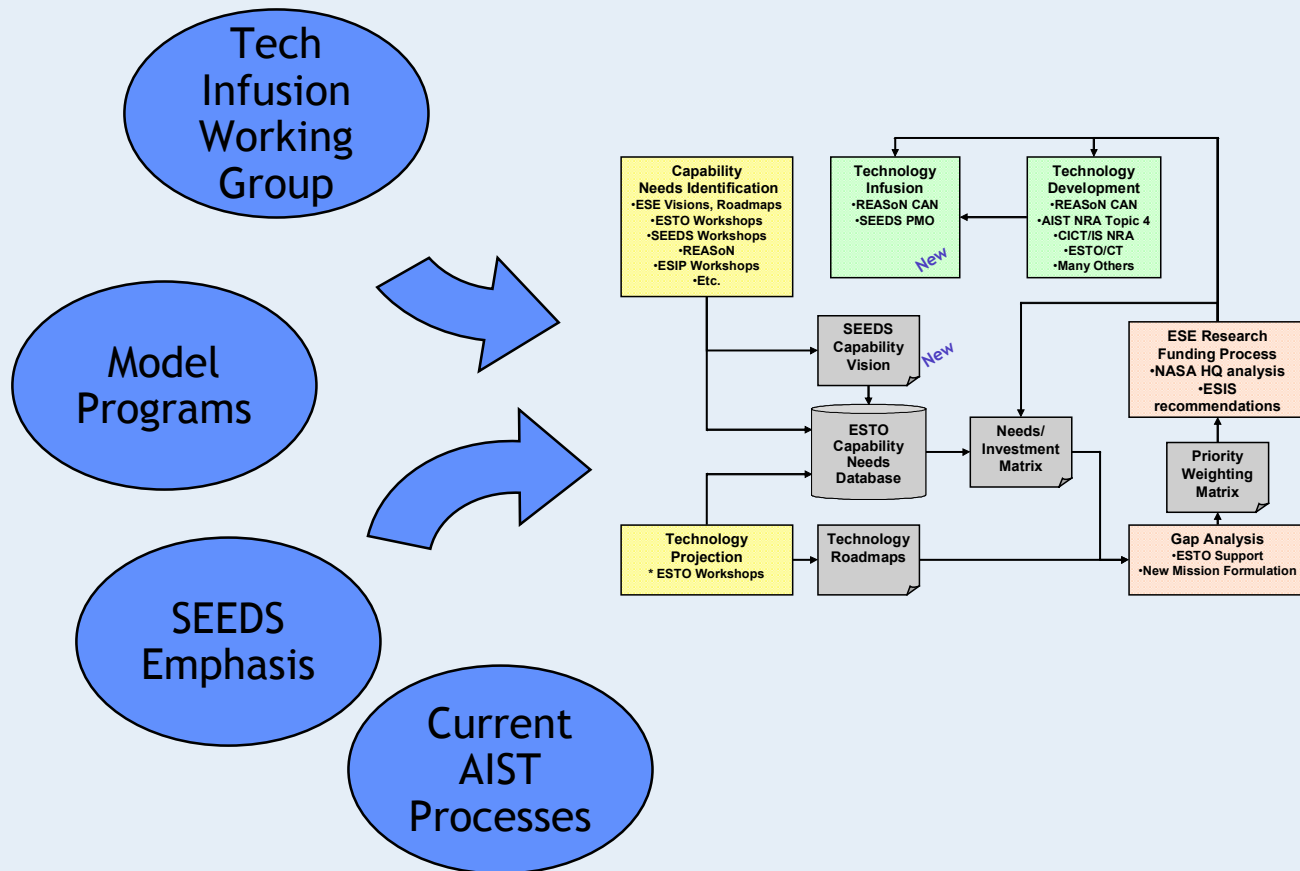 Tech
Infusion
Working
Group
Model
Programs
SEEDS
Emphasis
Current
AIST
Processes
Capability
Needs Identification
•ESE Visions, Roadmaps
•ESTO Workshops
•SEEDS Workshops
•REASoN
•ESIP Workshops
•Etc.
Technology
Infusion
•REASoN CAN
•SEEDS PMO
New
Technology
Development
•REASoN CAN
•AIST NRA Topic 4
•CICT/IS NRA
•ESTO/CT
•Many Others
SEEDS
Capability
Vision
New
ESE Research
Funding Process
•NASA HQ analysis
•ESIS
recommendations
ESTO
Capability
Needs
Database
Needs/
Investment
Matrix
Priority
Weighting
Matrix
Technology
Projection
* ESTO Workshops
Technology
Roadmaps
Gap Analysis
•ESTO Support
•New Mission Formulation